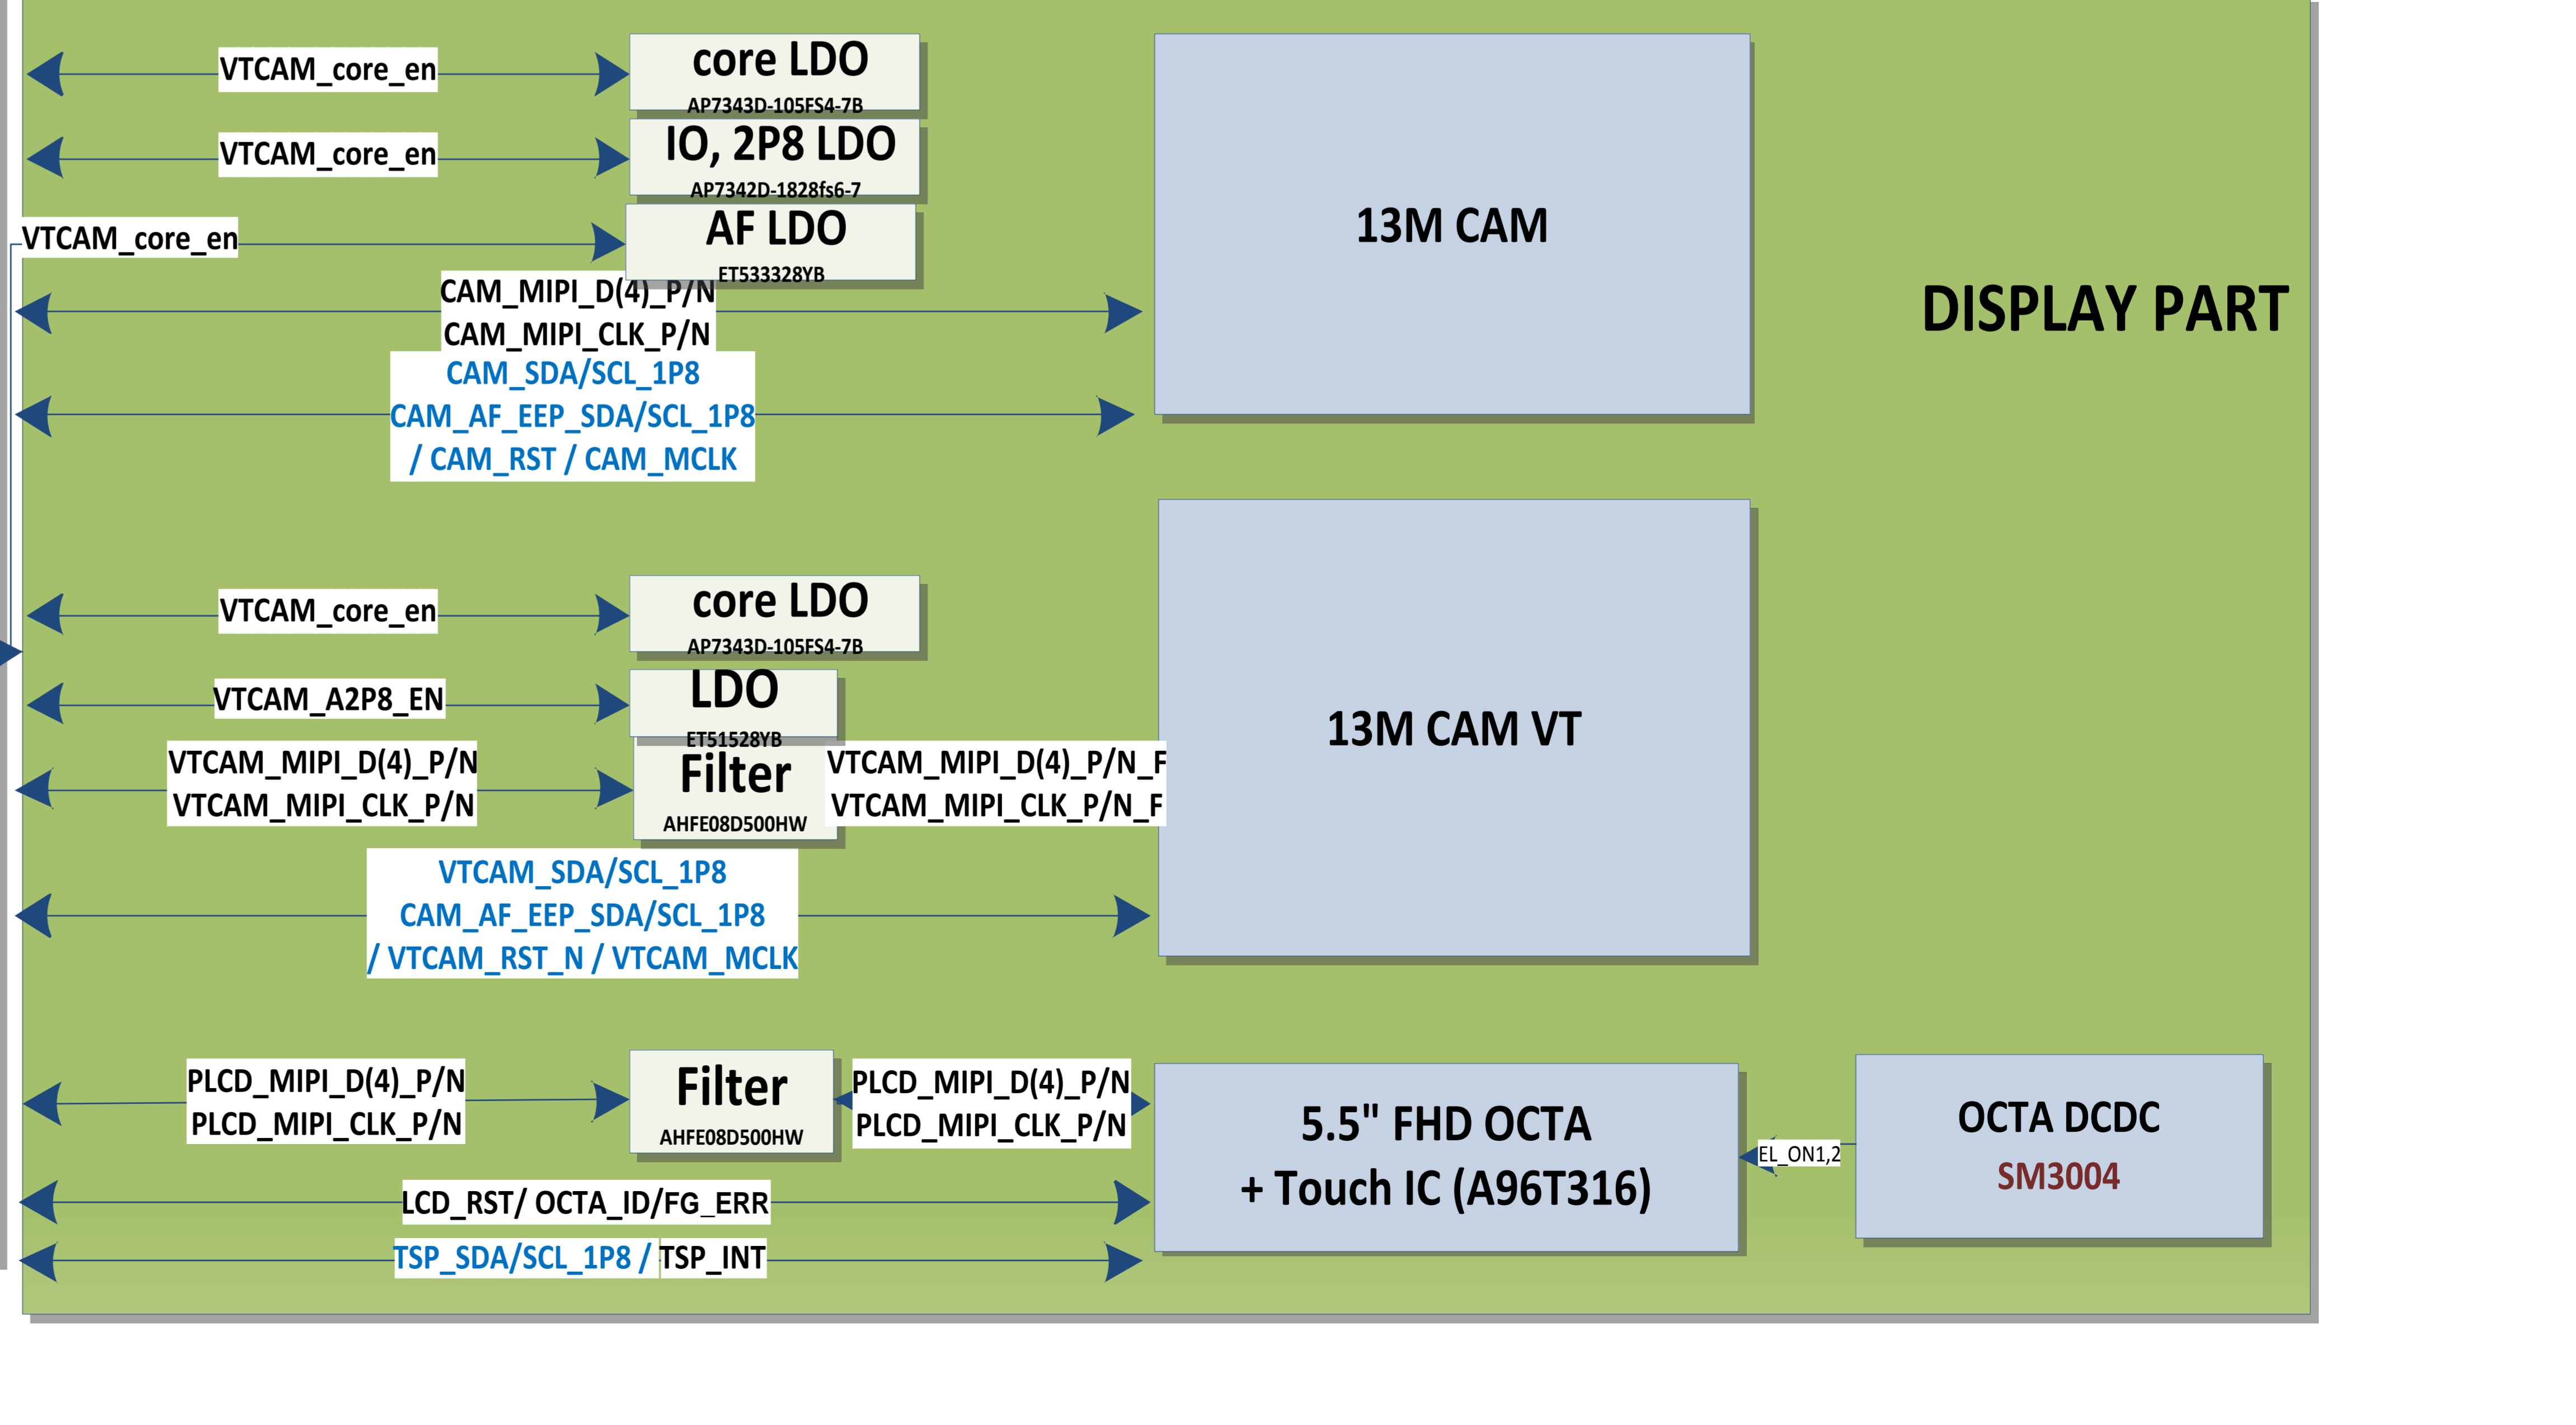 VTCAM_core_en
core LDO
AP7343D-105FS4-7B
VTCAM_core_en
IO, 2P8 LDO
AP7342D-1828fs6-7
VTCAM_core_en
AF LDO
ET533328YB
13M CAM
DISPLAY PART
CAM_MIPI_D(4)_P/N
CAM_MIPI_CLK_P/N
CAM_SDA/SCL_1P8
CAM_AF_EEP_SDA/SCL_1P8
/ CAM_RST / CAM_MCLK
VTCAM_core_en
core LDO
AP7343D-105FS4-7B
VTCAM_A2P8_EN
LDO
ET51528YB
13M CAM VT
VTCAM_MIPI_D(4)_P/N
VTCAM_MIPI_CLK_P/N
Filter
AHFE08D500HW
VTCAM_MIPI_D(4)_P/N_F
VTCAM_MIPI_CLK_P/N_F
VTCAM_SDA/SCL_1P8
CAM_AF_EEP_SDA/SCL_1P8
/ VTCAM_RST_N / VTCAM_MCLK
PLCD_MIPI_D(4)_P/N
PLCD_MIPI_CLK_P/N
Filter
AHFE08D500HW
PLCD_MIPI_D(4)_P/N
PLCD_MIPI_CLK_P/N
5.5" FHD OCTA
+ Touch IC (A96T316)
EL_ON1,2
OCTA DCDC
SM3004
LCD_RST/ OCTA_ID/FG_ERR
TSP_SDA/SCL_1P8 / TSP_INT